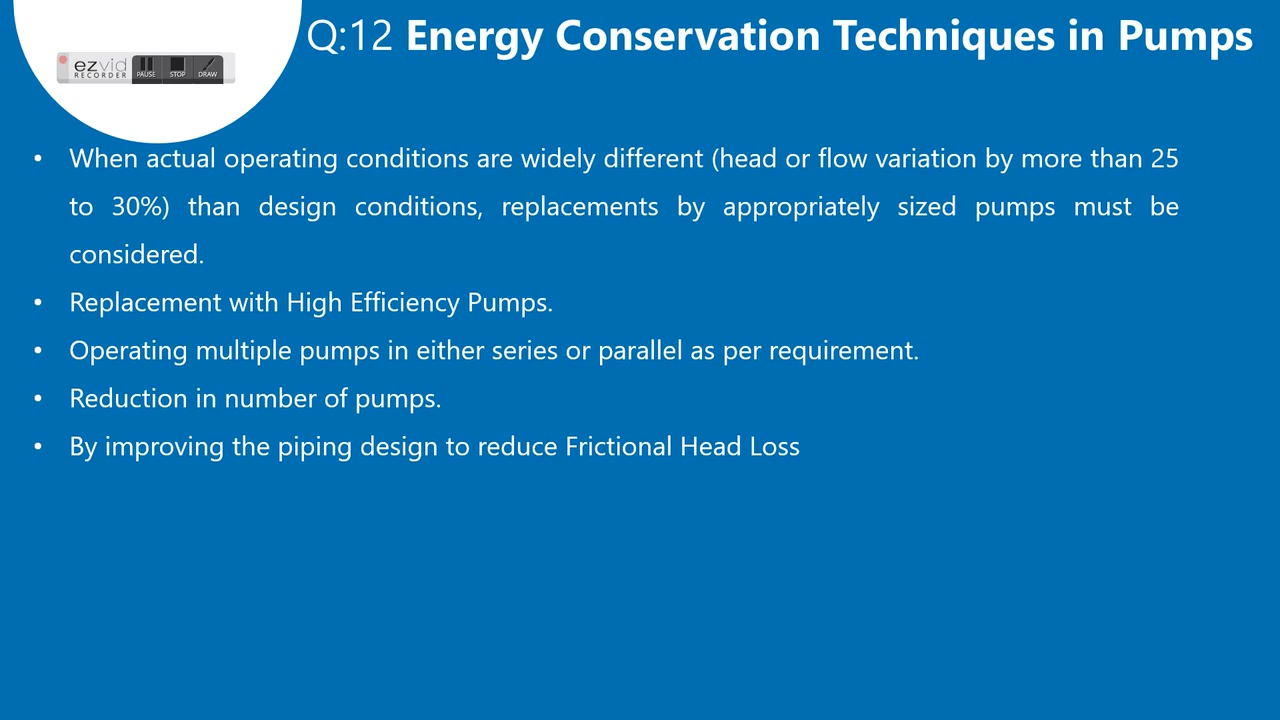 Q:12 Energy Conservation Techniques in Pumps
ezvid
RECORDER
PAUSE STOP DRAW
• When actual operating conditions are widely different (head or flow variation by more than 25
to 30%) than design conditions, replacements by appropriately sized pumps must be
considered.
• Replacement with High Efficiency Pumps.
• Operating multiple pumps in either series or parallel as per requirement.
• Reduction in number of pumps.
• By improving the piping design to reduce Frictional Head Loss